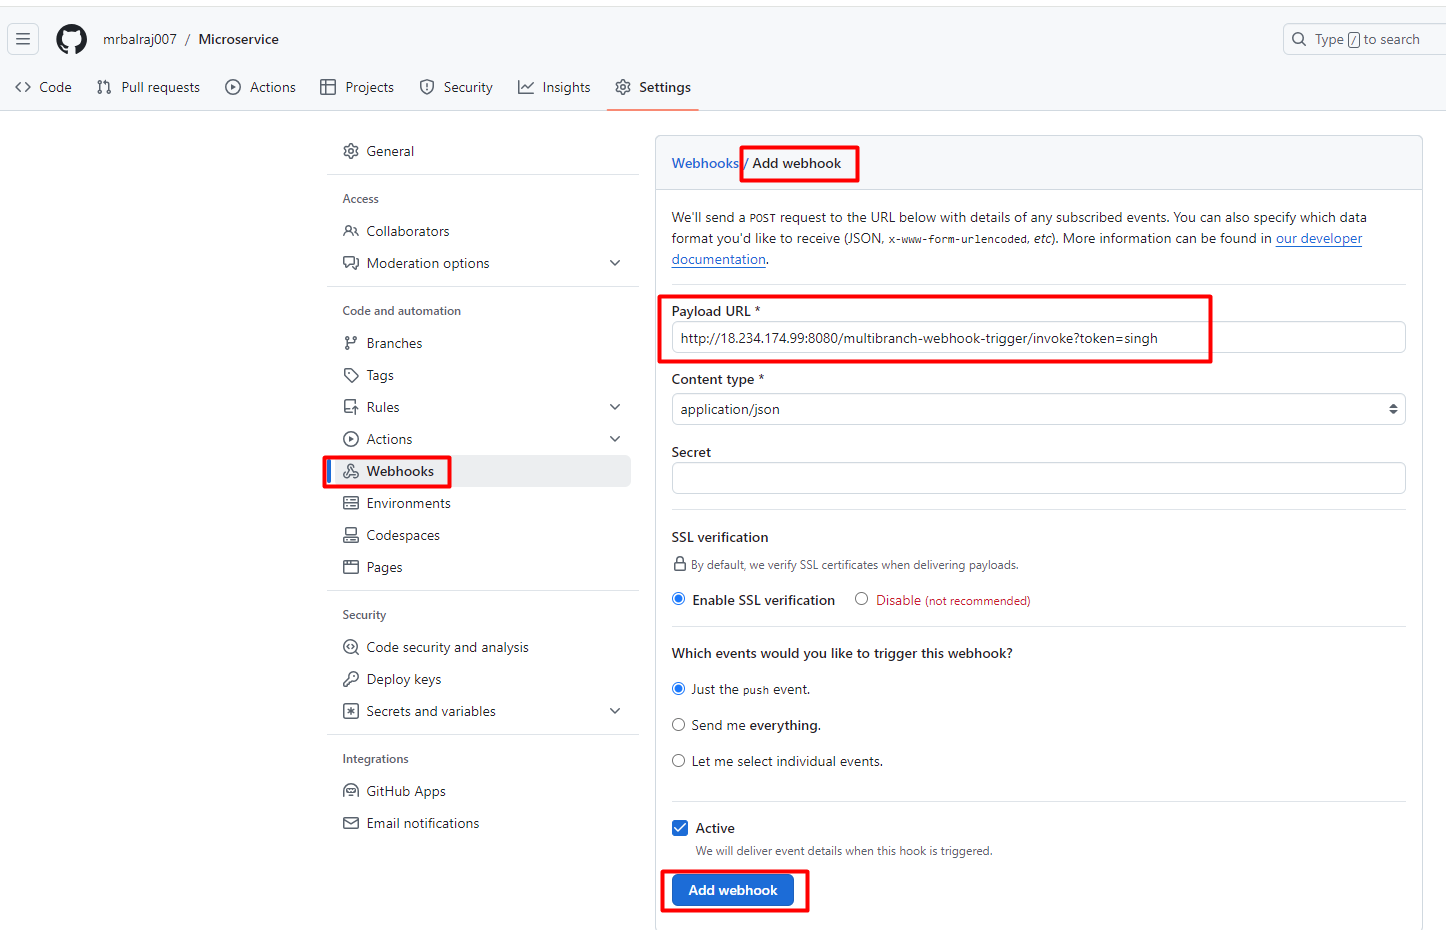 mrbalraj007 / Microservice
Type / to search
Code Pull requests Actions Projects Security Insights Settings
General
Access
Collaborators
Moderation options
Code and automation
Branches
Tags
Rules
Actions
Webhooks
Environments
Codespaces
Pages
Security
Code security and analysis
Deploy keys
Secrets and variables
Integrations
GitHub Apps
Email notifications
Webhooks / Add webhook
We'll send a POST request to the URL below with details of any subscribed events. You can also specify which data
format you'd like to receive (JSON, x-www-form-urlencoded, etc). More information can be found in our developer
documentation.
Payload URL *
http://18.234.174.99:8080/multibranch-webhook-trigger/invoke?token=singh
Content type *
application/json
Secret
SSL verification
By default, we verify SSL certificates when delivering payloads.
Enable SSL verification Disable (not recommended)
Which events would you like to trigger this webhook?
Just the push event.
Send me everything.
Let me select individual events.
Active
We will deliver event details when this hook is triggered.
Add webhook